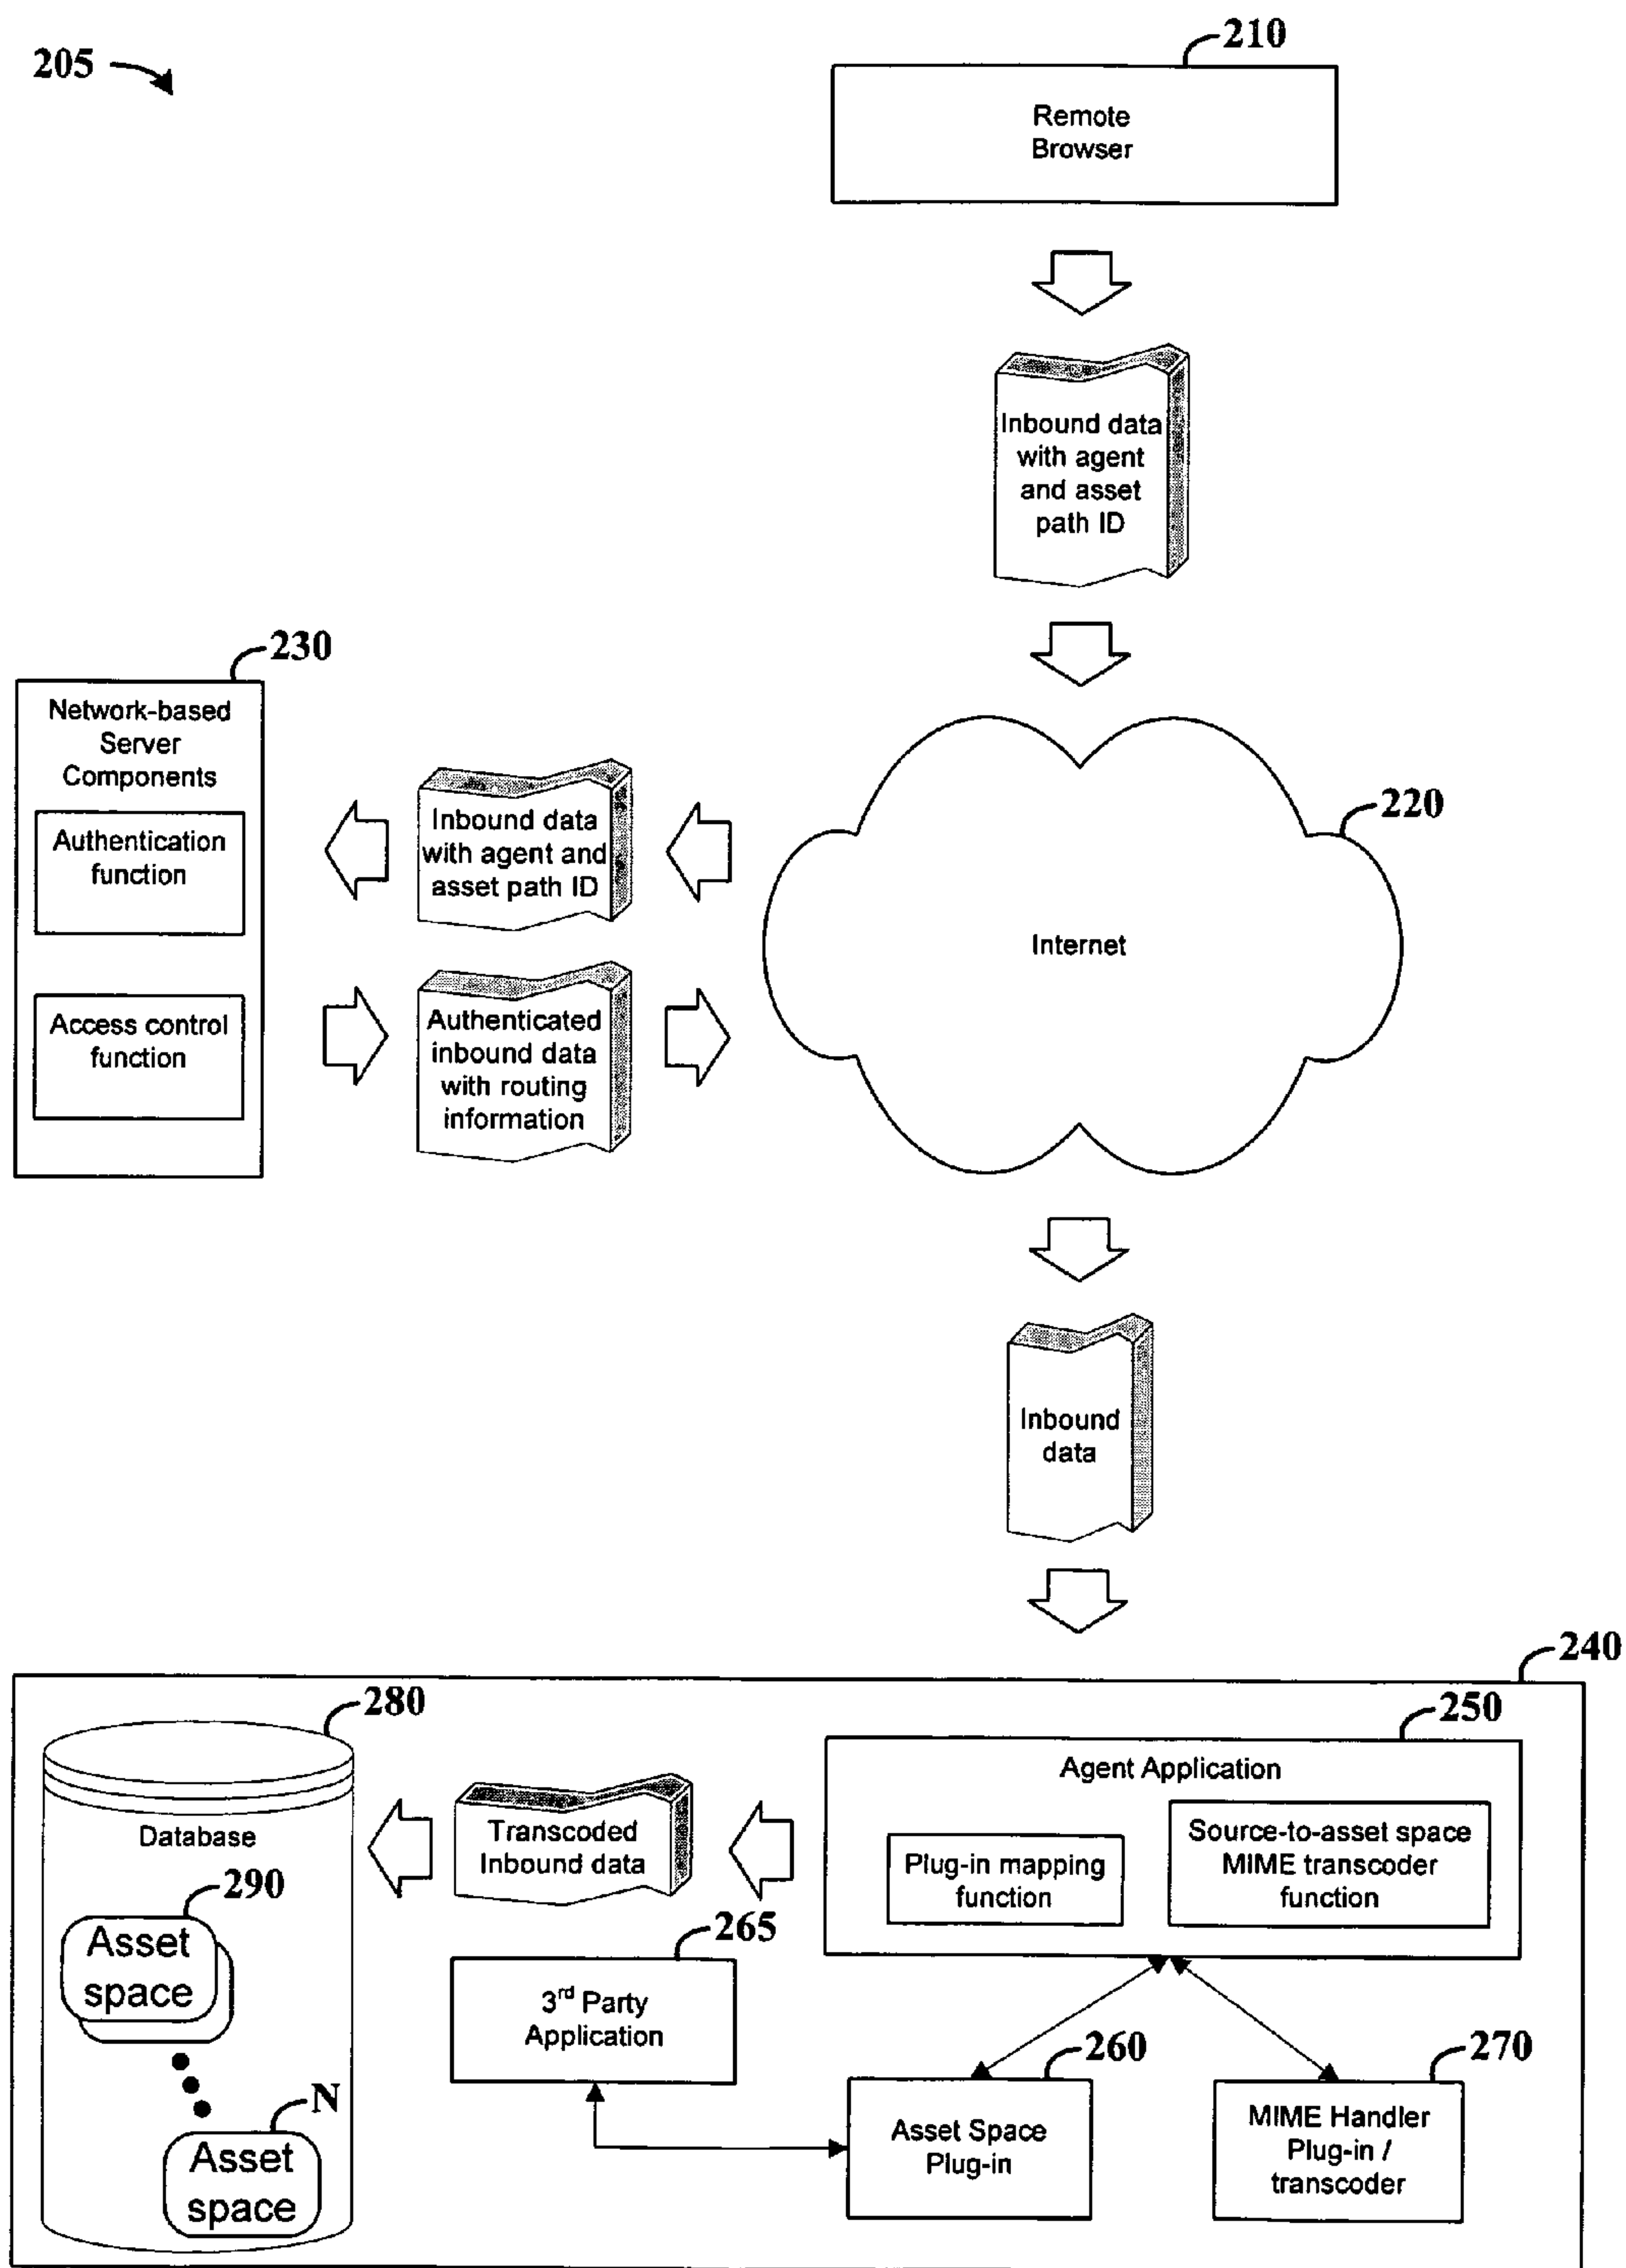 205
210
Remote
Browser
Inbound data
with agent
and asset
path ID
230
Network-based
Server
Components
Authentication
function
Access control
function
Inbound data
with agent and
asset path ID
Authenticated
inbound data
with routing
information
220
Internet
Inbound
data
240
280
Database
290
Asset
space
N
Asset
space
Transcoded
Inbound data
250
Agent Application
Plug-in mapping
function
Source-to-asset space
MIME transcoder
function
265
3rd Party
Application
260
Asset Space
Plug-in
270
MIME Handler
Plug-in /
transcoder